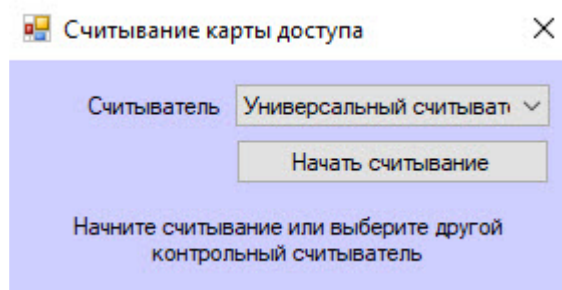 Считывание карты доступа
Считыватель Универсальный считыват
Начать считывание
Начните считывание или выберите другой
контрольный считыватель